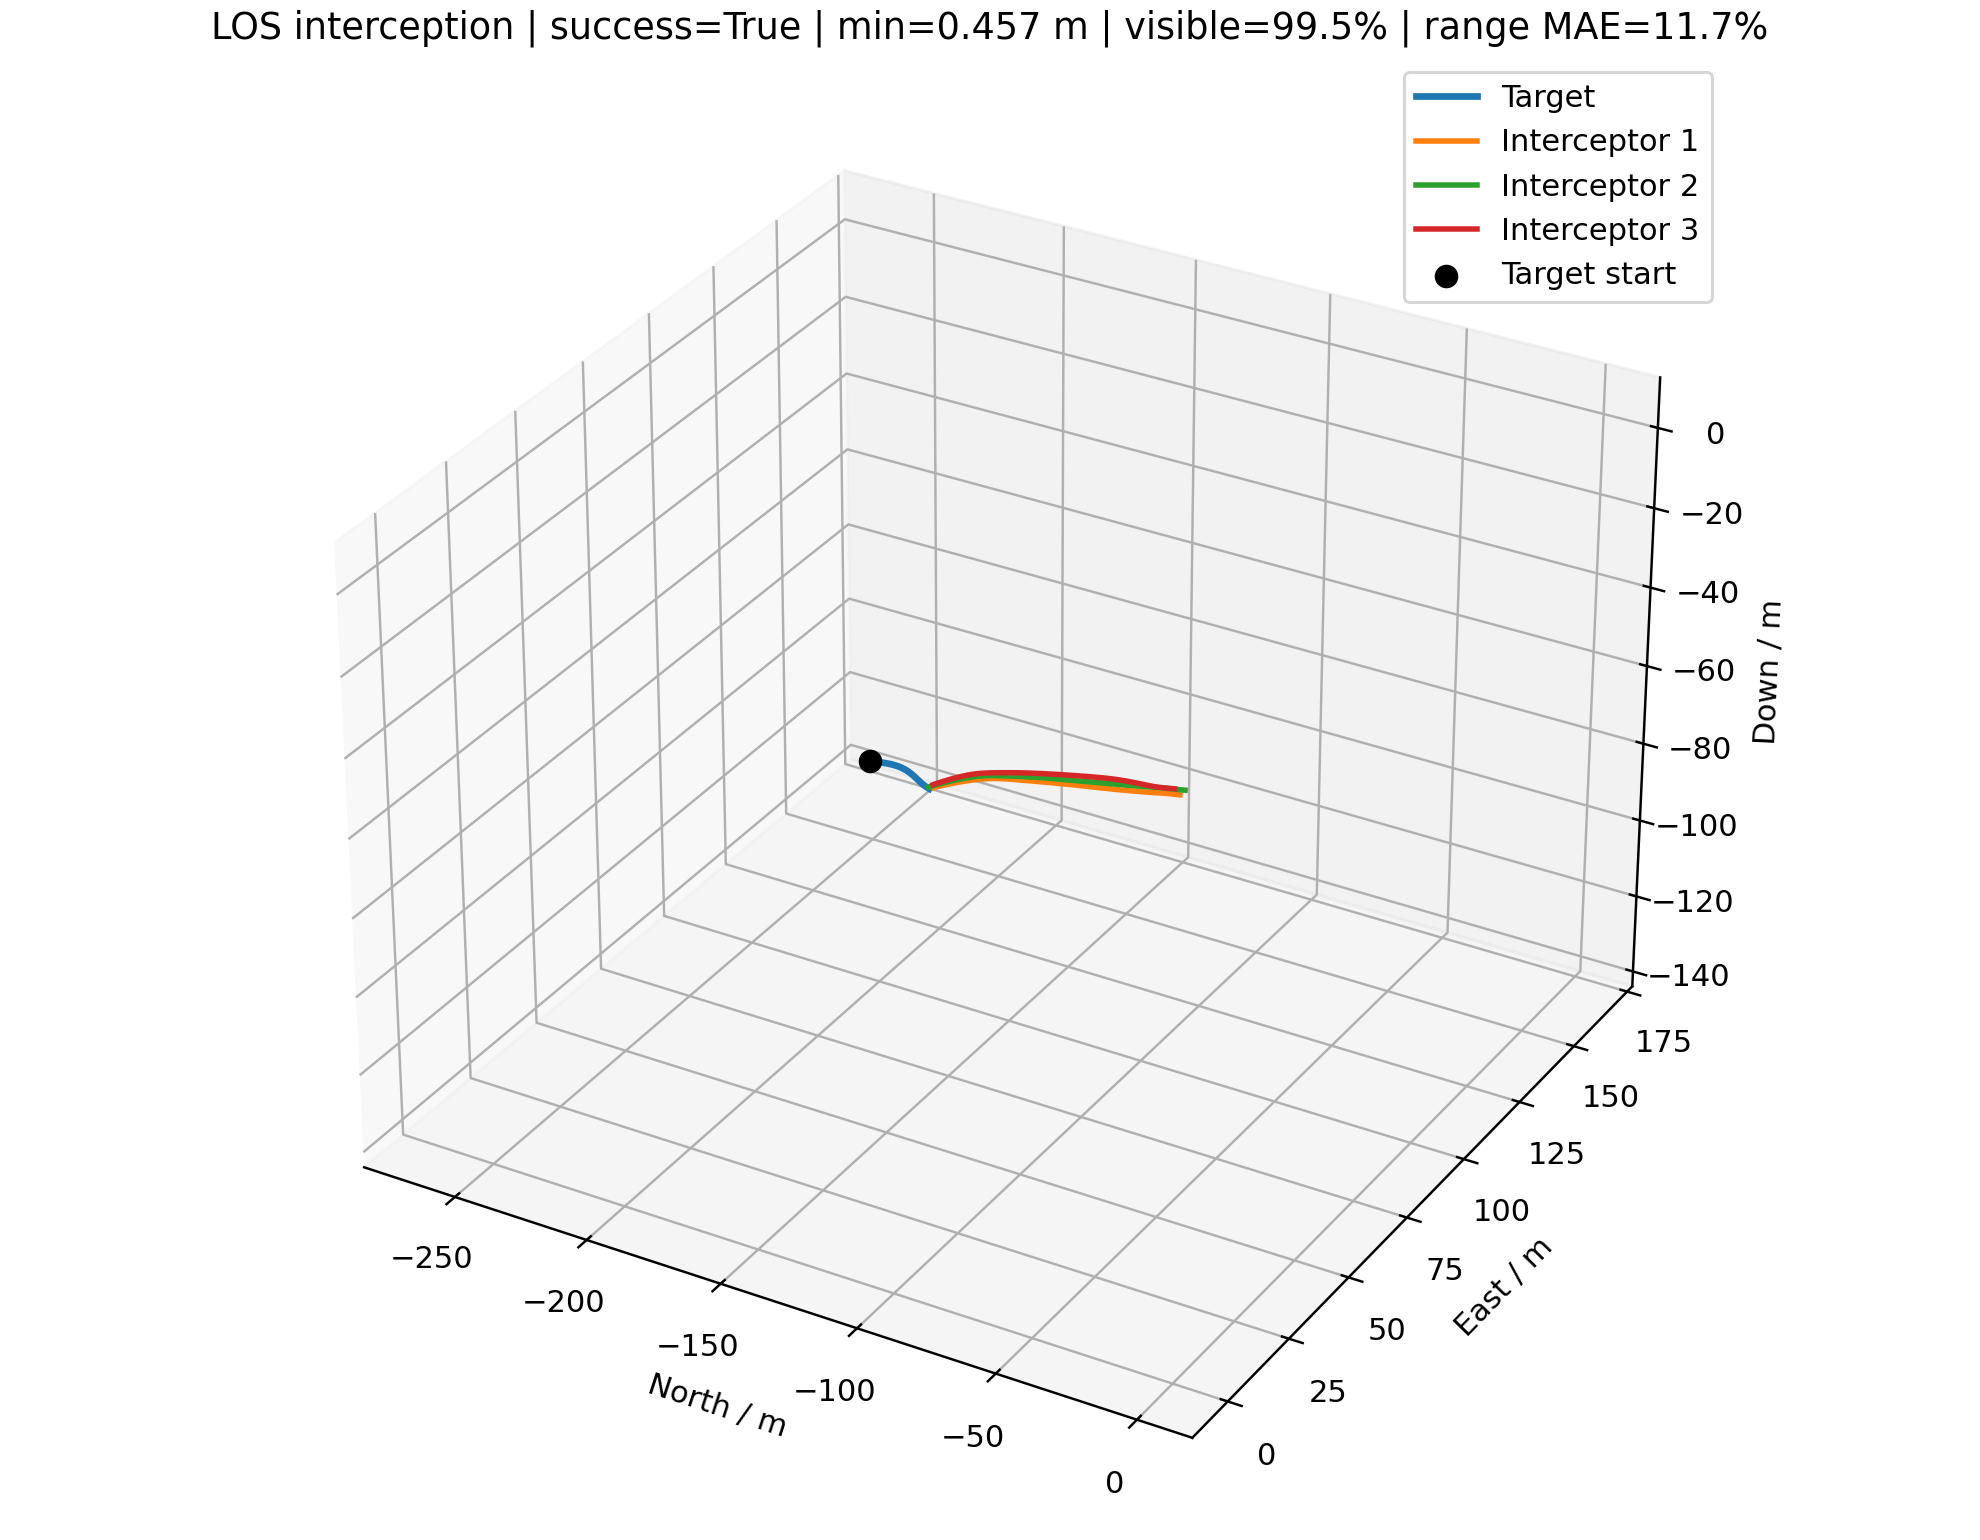 LOS interception | success=True | min=0.457 m | visible=99.5% | range MAE=11.7%
Target
Interceptor 1
Interceptor 2
Interceptor 3
Target start
0
−20
−40
−60
−80
−100
−120
−140
Down / m
175
150
125
100
75
50
25
0
East / m
−250
−200
−150
−100
−50
0
North / m